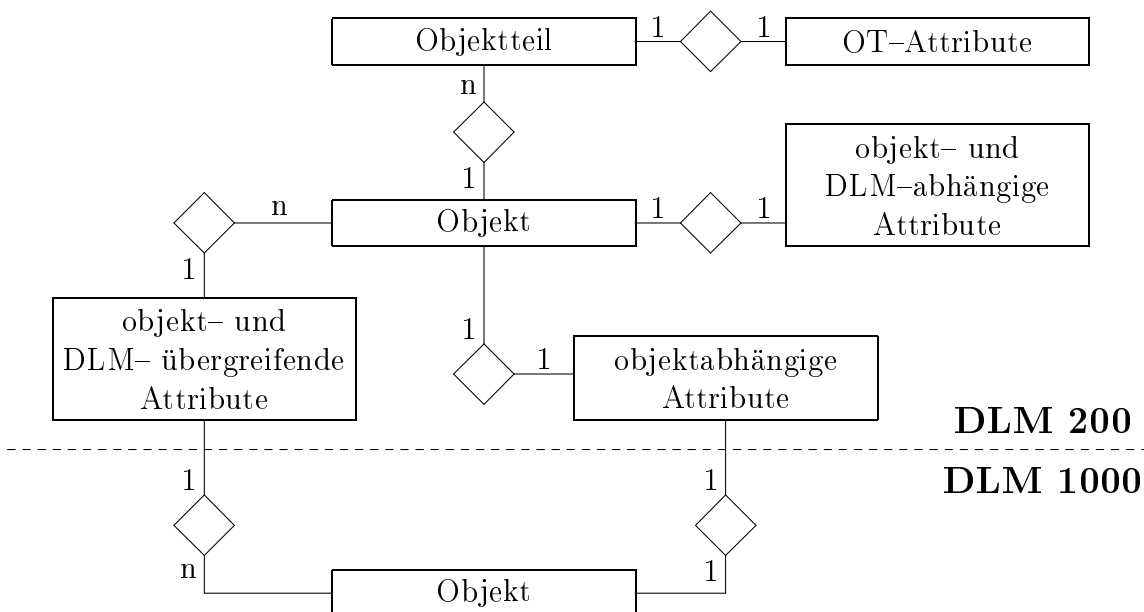 Objektteil
1
1
OT–Attribute
n
1
objekt– und
DLM–abhängige
Attribute
n
Objekt
1
1
1
objekt– und
DLM– übergreifende
Attribute
1
1
objektabhängige
Attribute
DLM 200
DLM 1000
1
1
n
Objekt
1